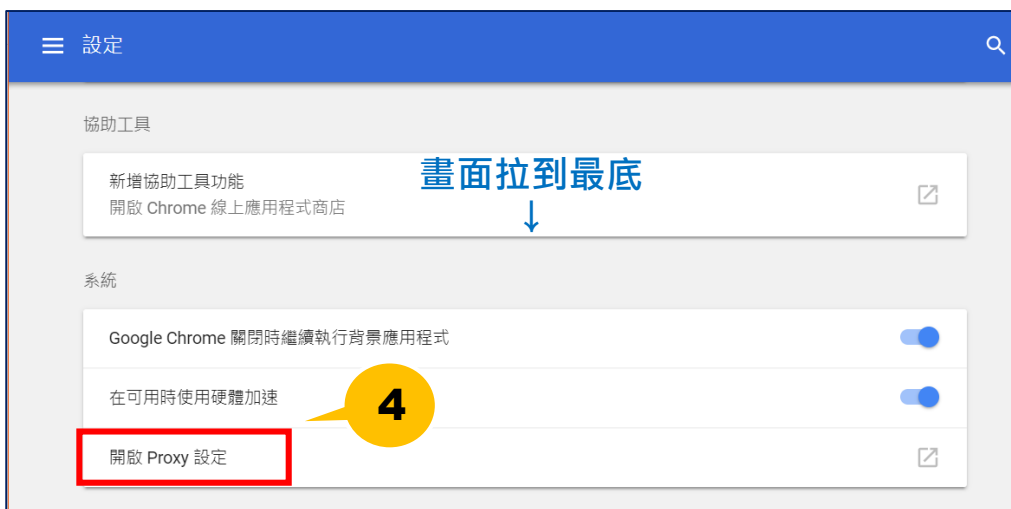 設定
協助工具
新增協助工具功能
開啟 Chrome 線上應用程式商店
畫面拉到最底
↓
系統
Google Chrome 關閉時繼續執行背景應用程式
在可用時使用硬體加速
4
開啟 Proxy 設定